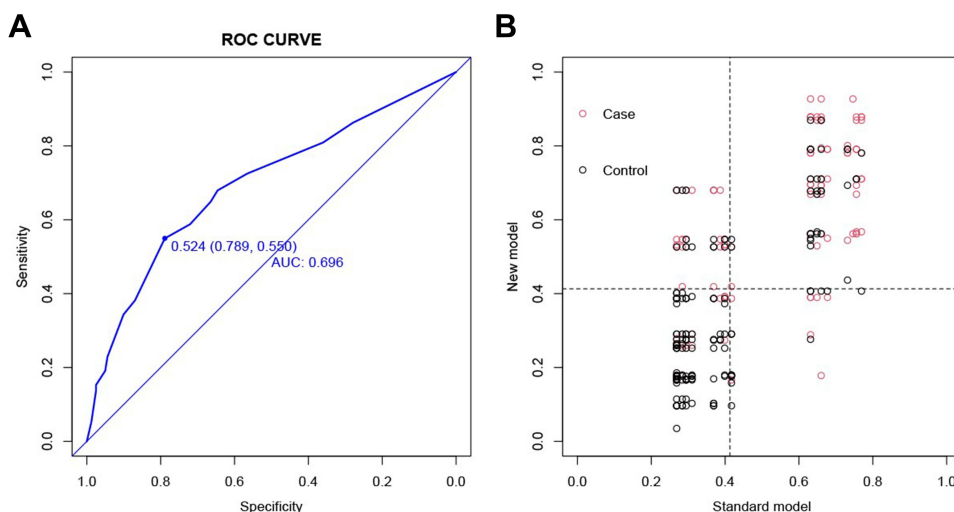 A
ROC CURVE
Sensitivity
1.0
0.8
0.6
0.4
0.2
0.0
0.524 (0.789, 0.550)
AUC: 0.696
1.0 0.8 0.6 0.4 0.2 0.0
Specificity
B
New model
1.0
0.8
0.6
0.4
0.2
0.0
Case
Control
0.0 0.2 0.4 0.6 0.8 1.0
Standard model